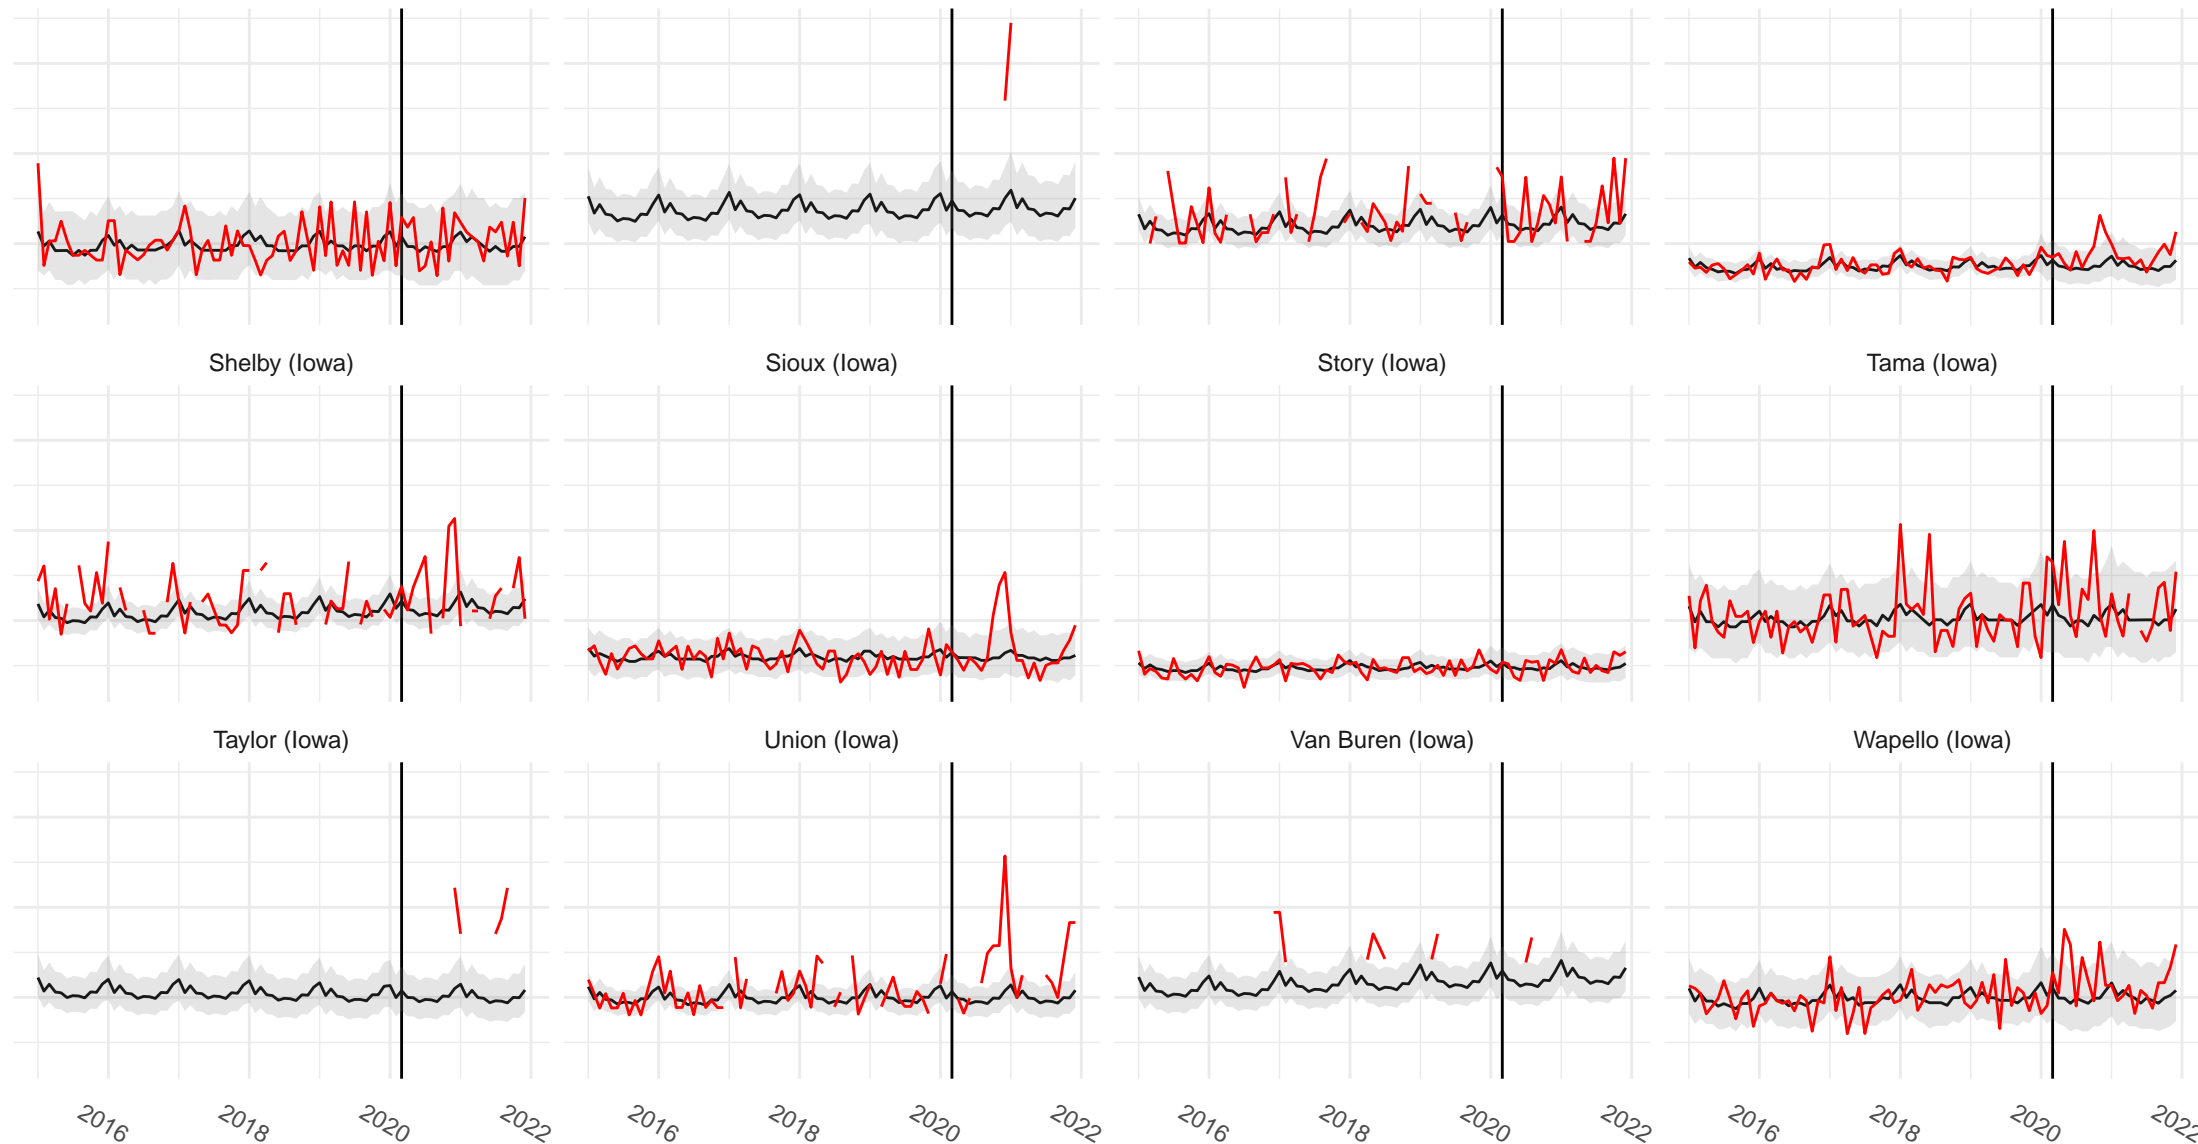 Shelby (Iowa) Sioux (Iowa) Story (Iowa) Tama (Iowa)
Taylor (Iowa) Union (Iowa) Van Buren (Iowa) Wapello (Iowa)
2016 2018 2020 2022 2016 2018 2020 2022 2016 2018 2020 2022 2016 2018 2020 2022